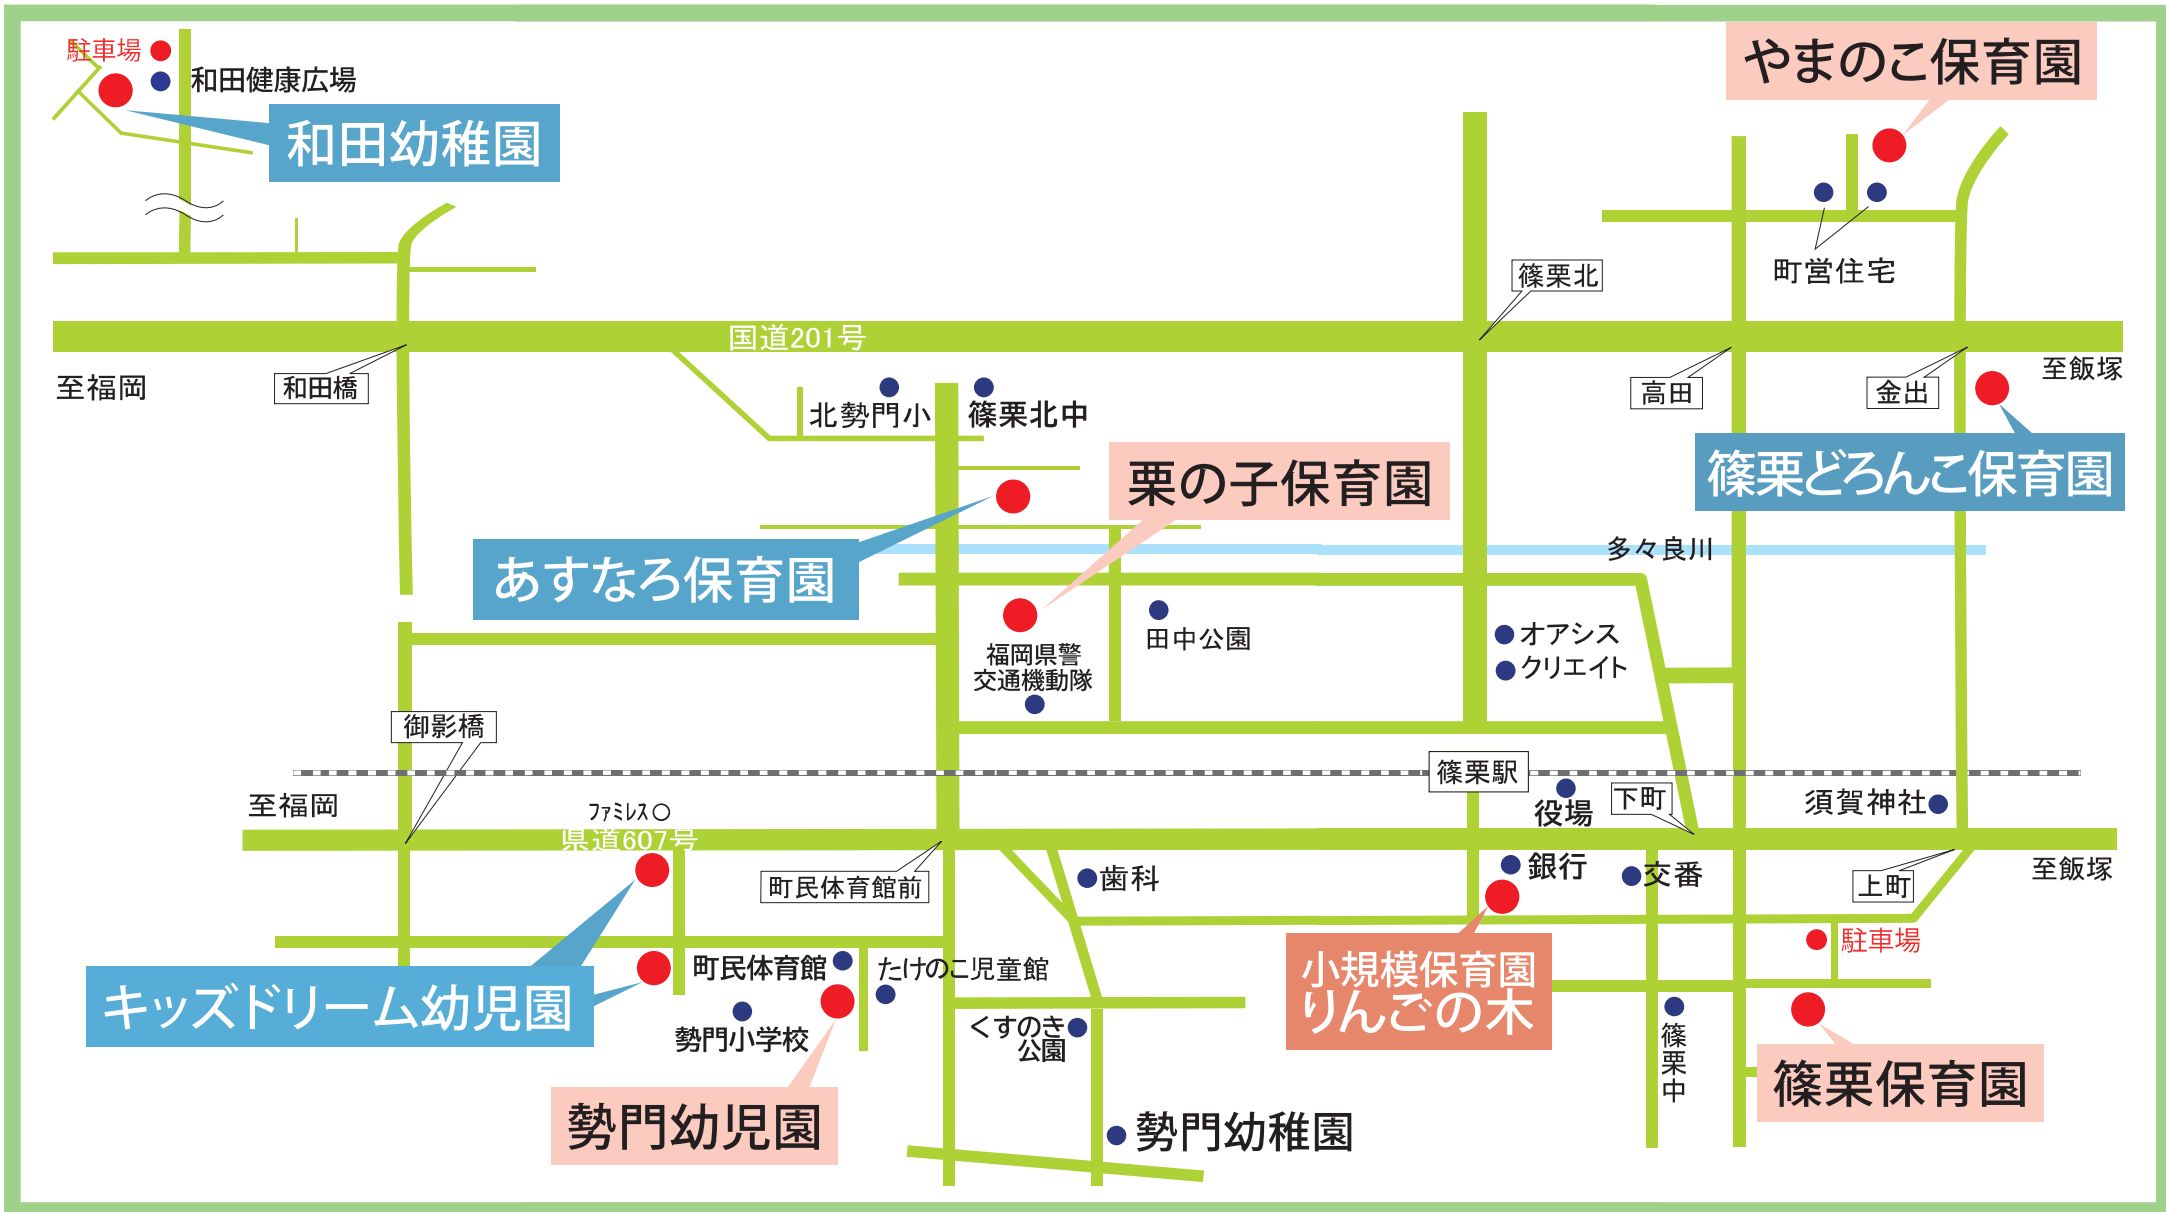 駐車場
和田健康広場
和田幼稚園
やまのこ保育園
町営住宅
篠栗北
国道201号
至福岡
和田橋
高田
金出
至飯塚
北勢門小
篠栗北中
栗の子保育園
篠栗どろんこ保育園
あすなろ保育園
多々良川
田中公園
福岡県警
交通機動隊
オアシス
クリエイト
御影橋
篠栗駅
至福岡
ファミレス
役場
下町
須賀神社
県道607号
町民体育館前
歯科
銀行
交番
上町
至飯塚
駐車場
小規模保育園
りんごの木
町民体育館
たけのこ児童館
キッズドリーム幼児園
勢門小学校
くすのき
公園
篠栗中
篠栗保育園
勢門幼児園
勢門幼稚園